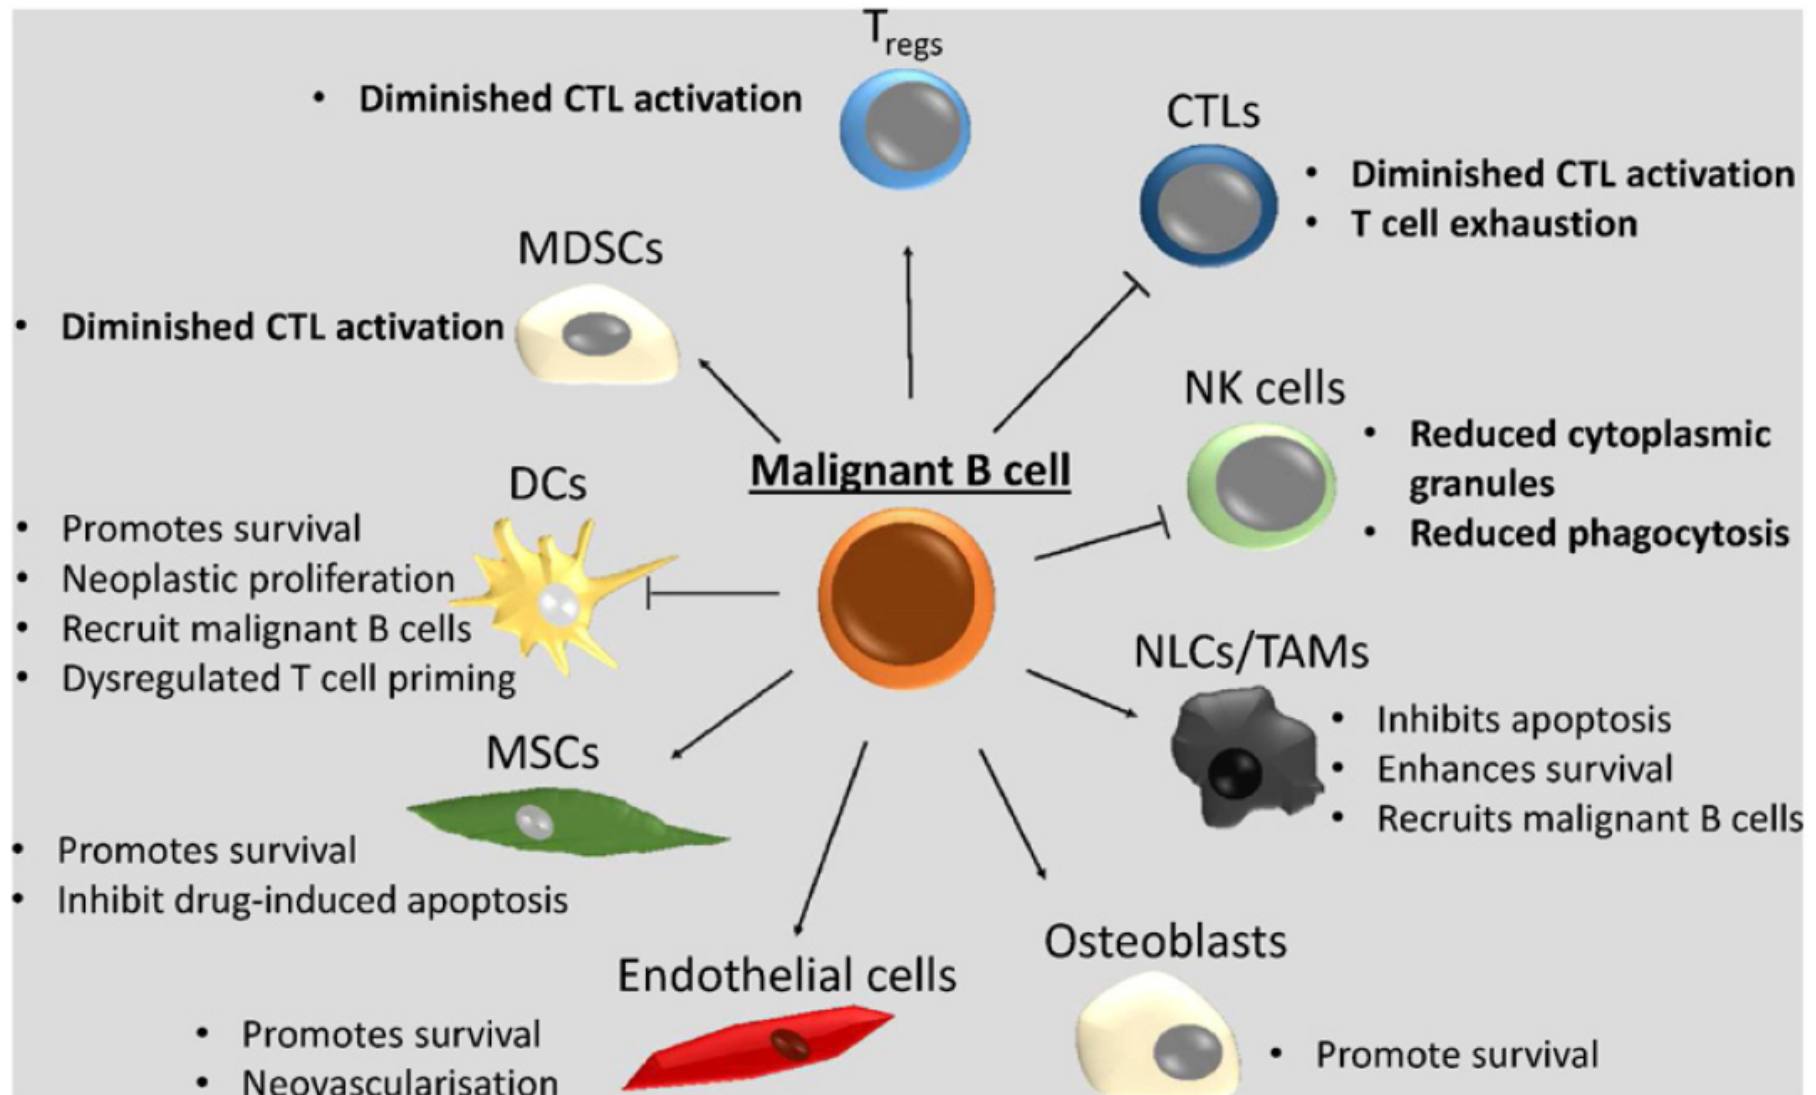 Tregs
• Diminished CTL activation
CTLs
• Diminished CTL activation
• T cell exhaustion
MDSCs
• Diminished CTL activation
NK cells
• Reduced cytoplasmic
granules
• Reduced phagocytosis
Malignant B cell
DCs
• Promotes survival
• Neoplastic proliferation
• Recruit malignant B cells
• Dysregulated T cell priming
NLCs/TAMs
• Inhibits apoptosis
• Enhances survival
• Recruits malignant B cells
MSCs
• Promotes survival
• Inhibit drug-induced apoptosis
Endothelial cells
• Promotes survival
• Neovascularisation
Osteoblasts
• Promote survival